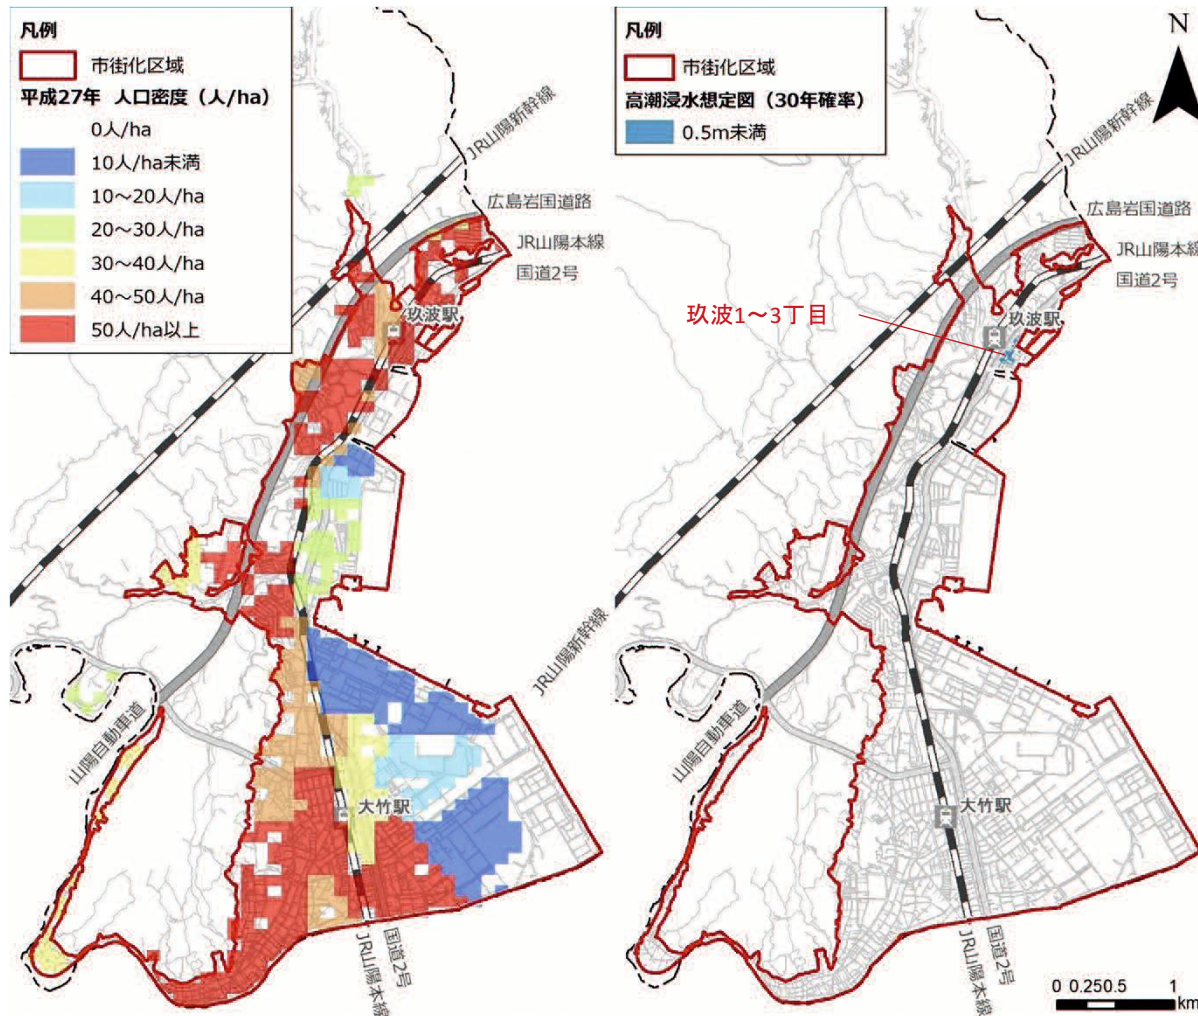 凡例
市街化区域
平成27年 人口密度（人/ha）
0人/ha
10人/ha未満
10～20人/ha
20～30人/ha
30～40人/ha
40～50人/ha
50人/ha以上
JR山陽新幹線
広島岩国道路
JR山陽本線
国道2号
玖波駅
山陽自動車道
大竹駅
国道2号
JR山陽本線
JR山陽新幹線
凡例
市街化区域
高潮浸水想定図（30年確率）
0.5m未満
N
JR山陽新幹線
広島岩国道路
JR山陽本線
国道2号
玖波1～3丁目
玖波駅
山陽自動車道
大竹駅
国道2号
JR山陽本線
0 0.25 0.5 1
km